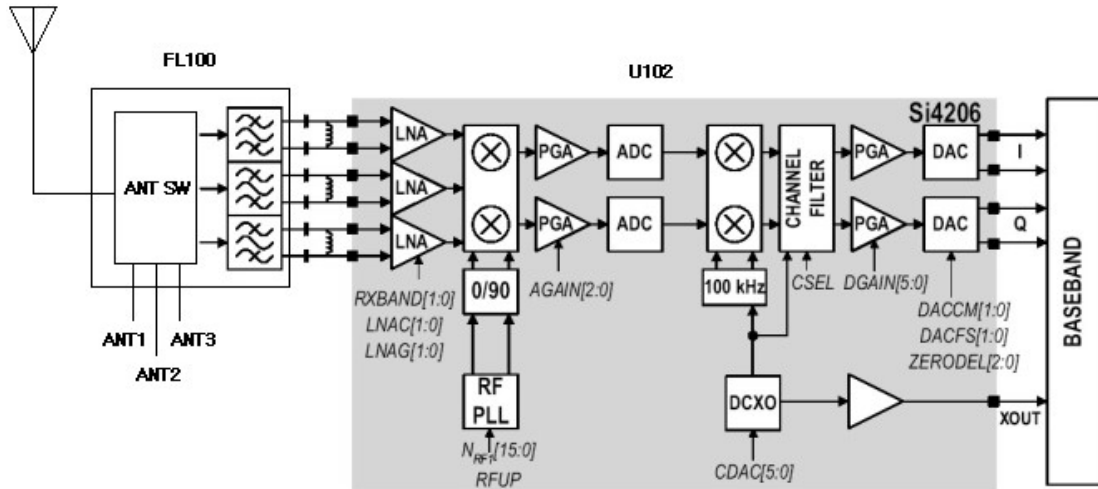 FL100
U102
Si4206
ANT SW
LNA
LNA
LNA
PGA
PGA
ADC
ADC
CHANNEL
FILTER
PGA
PGA
DAC
DAC
I
Q
BASEBAND
RXBAND[1:0]
LNAC[1:0]
LNAG[1:0]
0/90
AGAIN[2:0]
100 kHz
CSEL
DGAIN[5:0]
DACCM[1:0]
DACFS[1:0]
ZERODEL[2:0]
ANT1
ANT3
ANT2
RF
PLL
DCXO
XOUT
NRF1[15:0]
RFUP
CDAC[5:0]